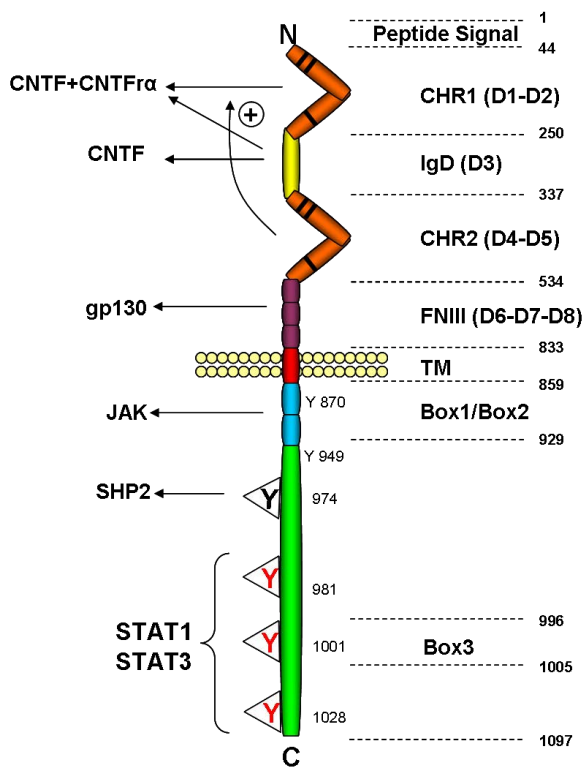 1
N
Peptide Signal
44
CNTF+CNTFrα
CHR1 (D1-D2)
+
250
CNTF
IgD (D3)
337
CHR2 (D4-D5)
534
gp130
FNIII (D6-D7-D8)
833
TM
859
Y 870
JAK
Box1/Box2
929
Y 949
SHP2
Y
974
Y
981
996
STAT1
STAT3
Y
1001
Box3
1005
Y
1028
1097
C